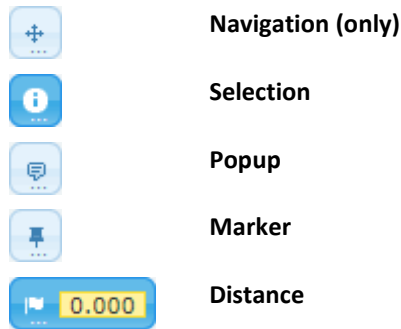 Navigation (only)
Selection
Popup
Marker
0.000 Distance